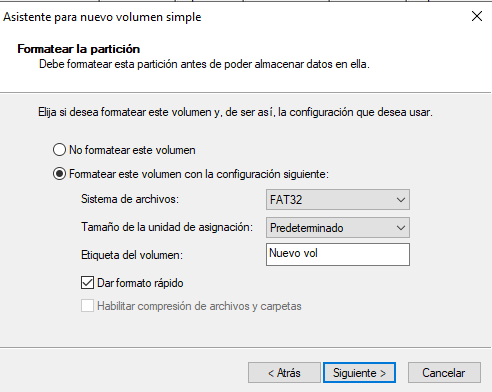 Asistente para nuevo volumen simple
Formatear la partición
Debe formatear esta partición antes de poder almacenar datos en ella.
Elija si desea formatear este volumen y, de ser así, la configuración que desea usar.
No formatear este volumen
Formatear este volumen con la configuración siguiente:
Sistema de archivos: FAT32
Tamaño de la unidad de asignación: Predeterminado
Etiqueta del volumen: Nuevo vol
Dar formato rápido
Habilitar compresión de archivos y carpetas
< Atrás Siguiente > Cancelar